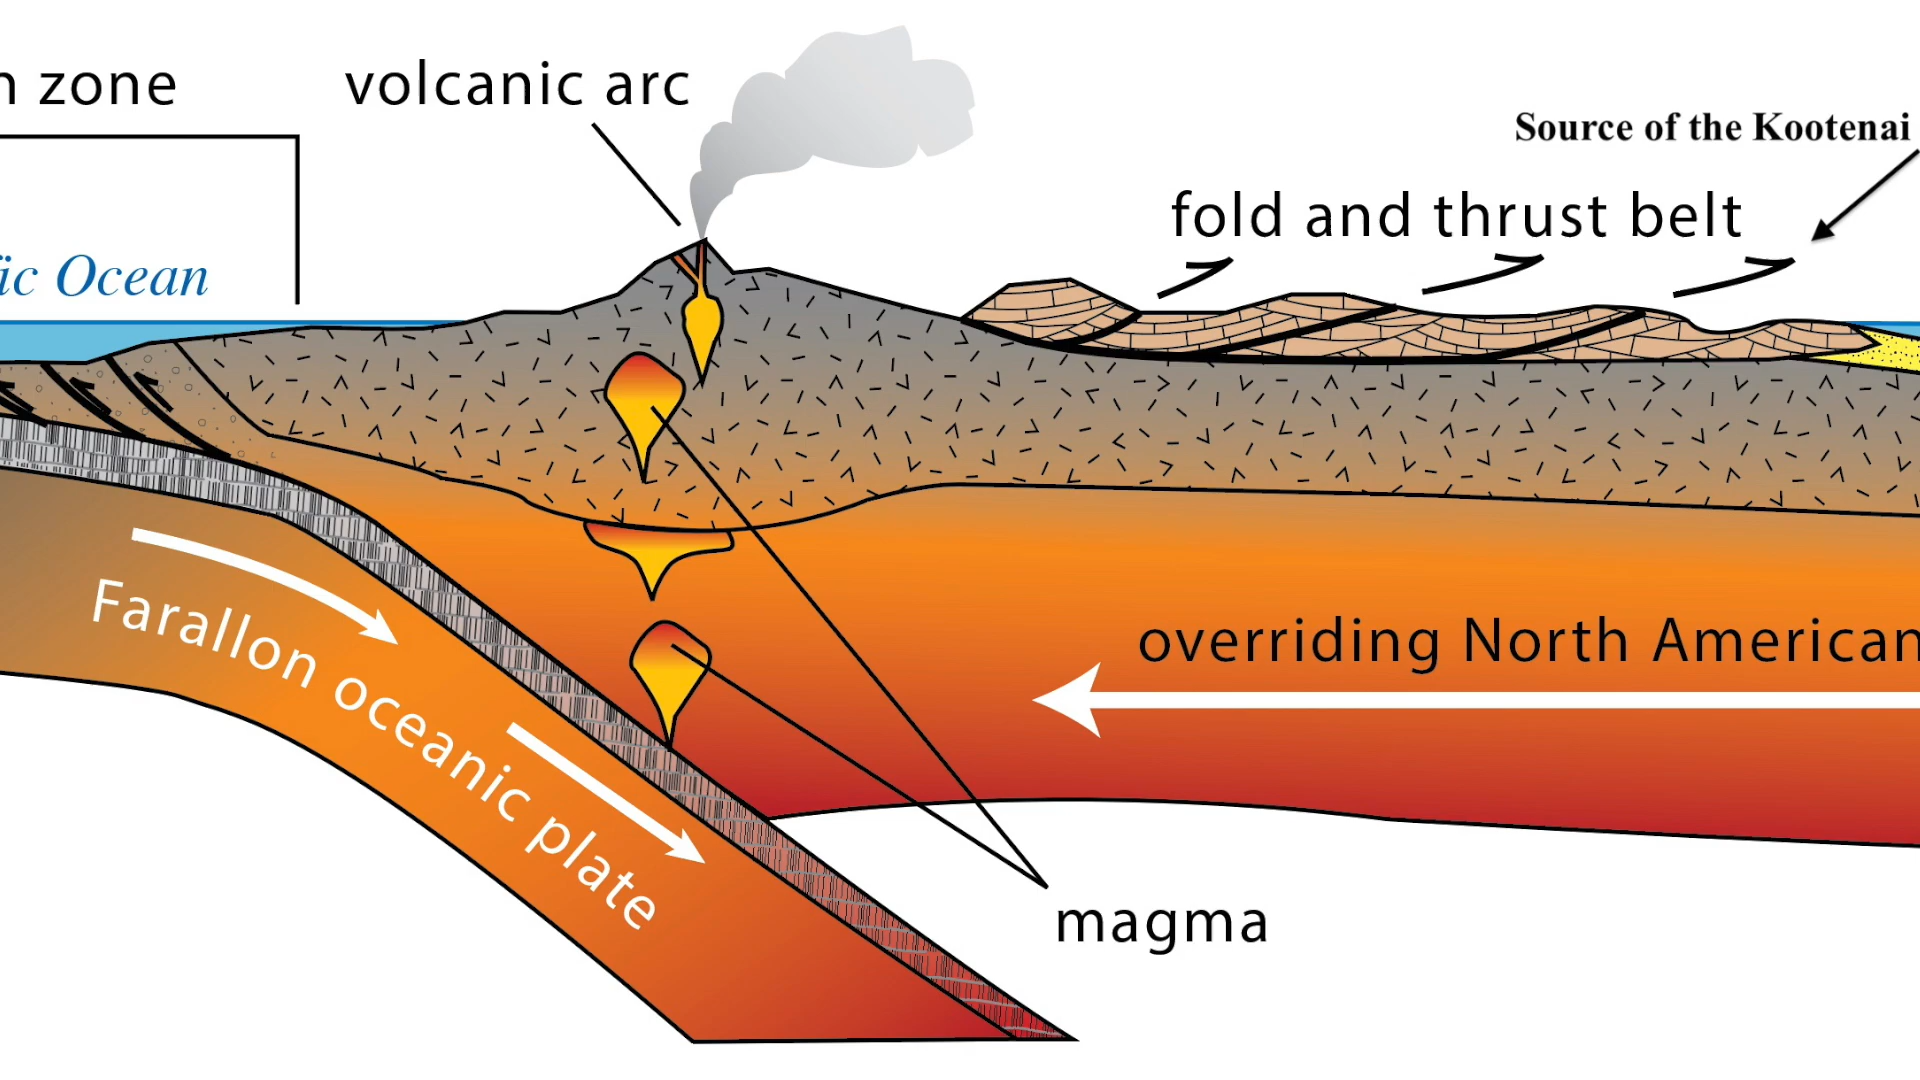 zone
volcanic arc
Source of the Kootenai
fold and thrust belt
Ocean
overriding North American
Farallon oceanic plate
magma